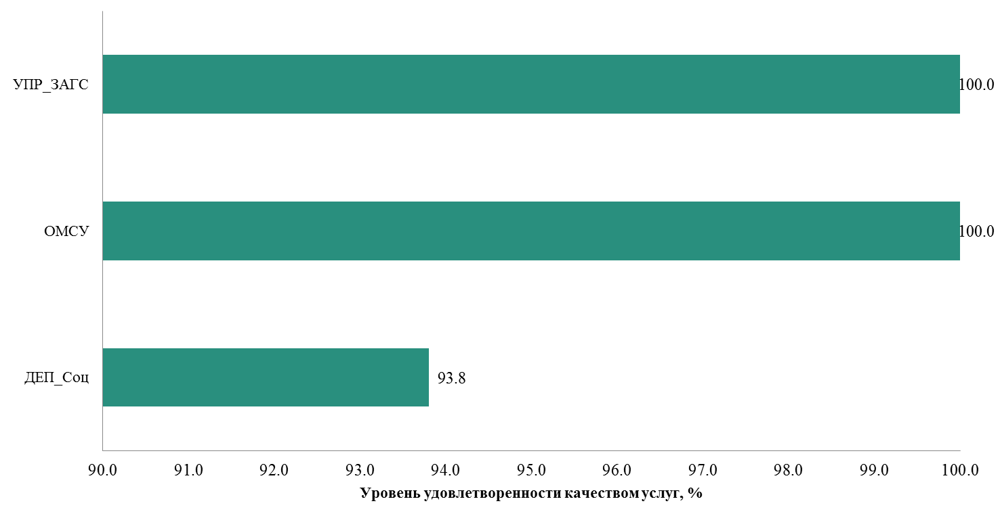 УПР_ЗАГС
100.0
ОМСУ
100.0
ДЕП_Соц
93.8
90.0 91.0 92.0 93.0 94.0 95.0 96.0 97.0 98.0 99.0 100.0
Уровень удовлетворенности качеством услуг, %